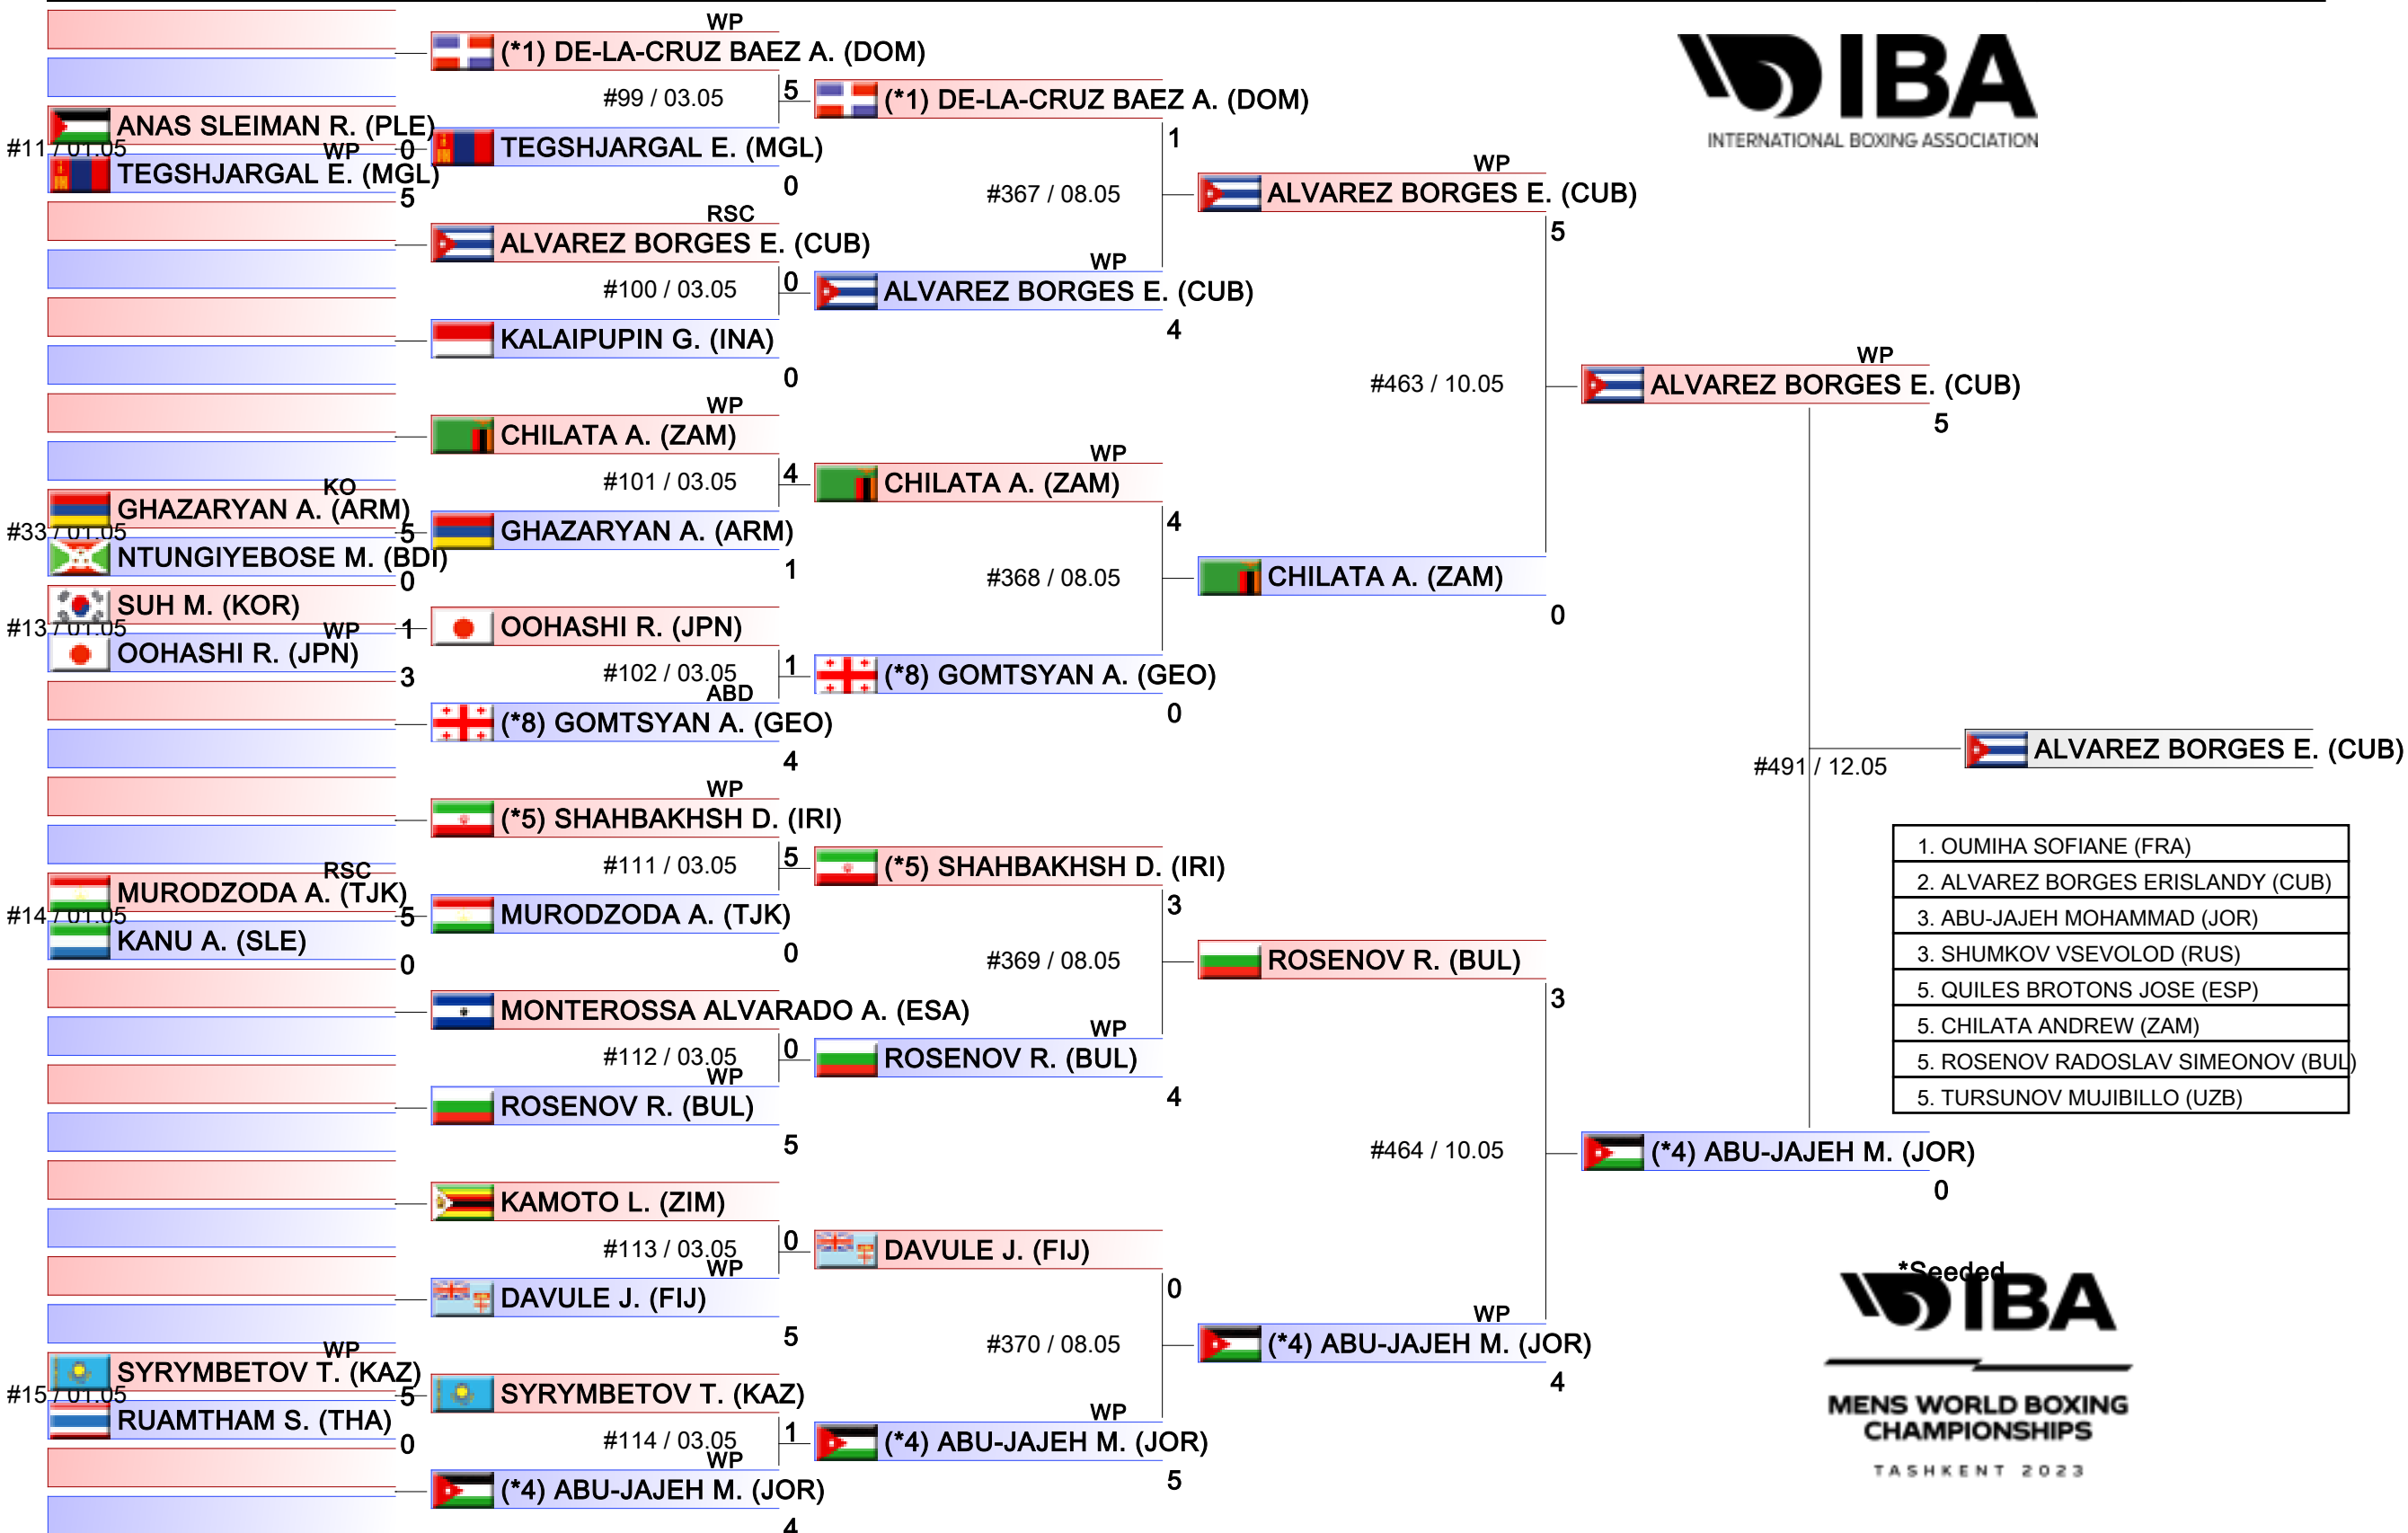 WP
(*1) DE-LA-CRUZ BAEZ A. (DOM)
#99 / 03.05
5
(*1) DE-LA-CRUZ BAEZ A. (DOM)
1
IBA
INTERNATIONAL BOXING ASSOCIATION
ANAS SLEIMAN R. (PLE)
#11 / 01.05
WP
0
TEGSHJARGAL E. (MGL)
5
TEGSHJARGAL E. (MGL)
0
#367 / 08.05
WP
ALVAREZ BORGES E. (CUB)
5
RSC
ALVAREZ BORGES E. (CUB)
#100 / 03.05
0
WP
ALVAREZ BORGES E. (CUB)
4
KALAIPUPIN G. (INA)
0
#463 / 10.05
WP
ALVAREZ BORGES E. (CUB)
5
WP
CHILATA A. (ZAM)
#101 / 03.05
4
WP
CHILATA A. (ZAM)
4
KO
GHAZARYAN A. (ARM)
#33 / 01.05
5
NTUNGIYEBOSE M. (BDI)
0
GHAZARYAN A. (ARM)
1
#368 / 08.05
CHILATA A. (ZAM)
0
SUH M. (KOR)
#13 / 01.05
WP
1
OOHASHI R. (JPN)
3
OOHASHI R. (JPN)
#102 / 03.05
1
(*8) GOMTSYAN A. (GEO)
0
ABD
(*8) GOMTSYAN A. (GEO)
4
#491 / 12.05
ALVAREZ BORGES E. (CUB)
WP
(*5) SHAHBAKHSH D. (IRI)
#111 / 03.05
5
(*5) SHAHBAKHSH D. (IRI)
3
RSC
MURODZODA A. (TJK)
#14 / 01.05
5
KANU A. (SLE)
0
MURODZODA A. (TJK)
0
#369 / 08.05
ROSENOV R. (BUL)
3
MONTEROSSA ALVARADO A. (ESA)
#112 / 03.05
0
WP
ROSENOV R. (BUL)
4
WP
ROSENOV R. (BUL)
5
1. OUMIHA SOFIANE (FRA)
2. ALVAREZ BORGES ERISLANDY (CUB)
3. ABU-JAJEH MOHAMMAD (JOR)
3. SHUMKOV VSEVOLOD (RUS)
5. QUILES BROTONS JOSE (ESP)
5. CHILATA ANDREW (ZAM)
5. ROSENOV RADOSLAV SIMEONOV (BUL)
5. TURSUNOV MUJIBILLO (UZB)
#464 / 10.05
(*4) ABU-JAJEH M. (JOR)
0
KAMOTO L. (ZIM)
#113 / 03.05
0
DAVULE J. (FIJ)
0
WP
DAVULE J. (FIJ)
5
#370 / 08.05
WP
(*4) ABU-JAJEH M. (JOR)
4
WP
SYRYMBETOV T. (KAZ)
#15 / 01.05
5
RUAMTHAM S. (THA)
0
SYRYMBETOV T. (KAZ)
#114 / 03.05
1
WP
(*4) ABU-JAJEH M. (JOR)
5
WP
(*4) ABU-JAJEH M. (JOR)
4
*Seeded
IBA
MENS WORLD BOXING
CHAMPIONSHIPS
TASHKENT 2023